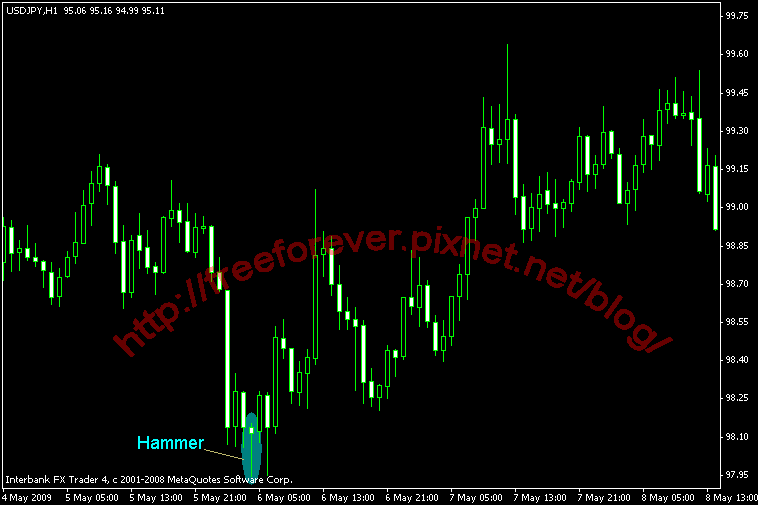 USDJPY,H1 95.06 95.16 94.99 95.11
99.75
99.60
99.45
99.30
99.15
99.00
98.85
98.70
98.55
98.40
98.25
98.10
97.95
http://freeforever.pixnet.net/blog/
Hammer
Interbank FX Trader 4, c 2001-2008 MetaQuotes Software Corp.
4 May 2009 5 May 05:00 5 May 13:00 5 May 21:00 6 May 05:00 6 May 13:00 6 May 21:00 7 May 05:00 7 May 13:00 7 May 21:00 8 May 05:00 8 May 13:00